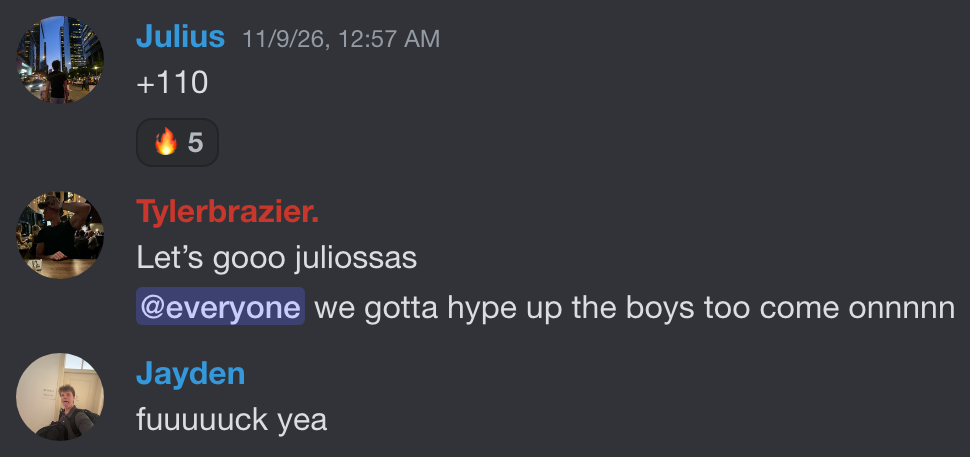 Julius 11/9/26, 12:57 AM
+110
🔥 5
Tylerbrazier.
Let’s gooo juliossas
@everyone we gotta hype up the boys too come onnnnn
Jayden
fuuuuuck yea